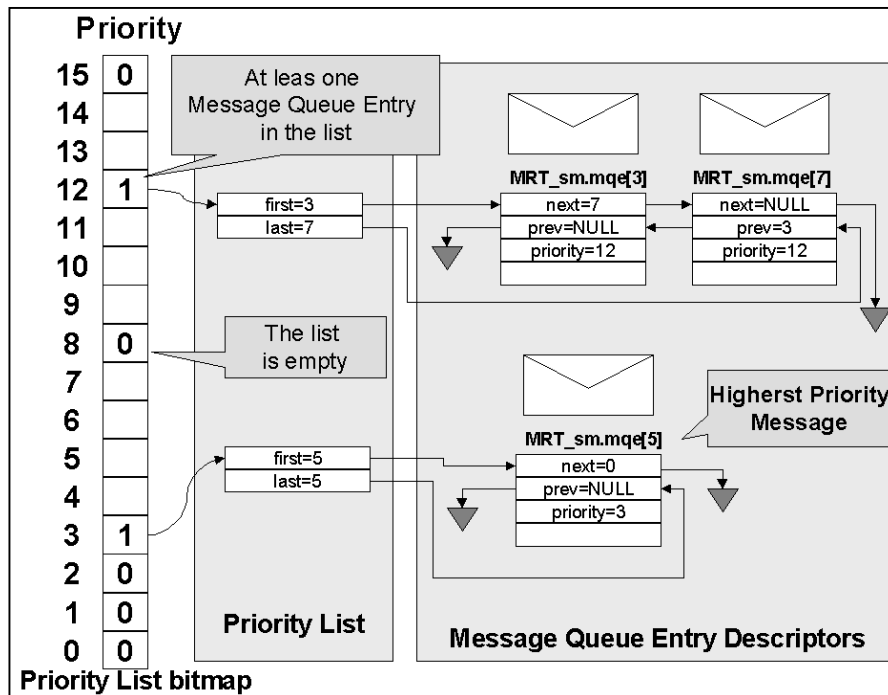 Priority
15 0
14
13
12 1
11
10
9
8 0
7
6
5
4
3 1
2 0
1 0
0 0
Priority List bitmap
At leas one
Message Queue Entry
in the list
The list
is empty
first=3
last=7
first=5
last=5
Priority List
MRT_sm.mqe[3]
next=7
prev=NULL
priority=12
MRT_sm.mqe[7]
next=NULL
prev=3
priority=12
Higherst Priority
Message
MRT_sm.mqe[5]
next=0
prev=NULL
priority=3
Message Queue Entry Descriptors